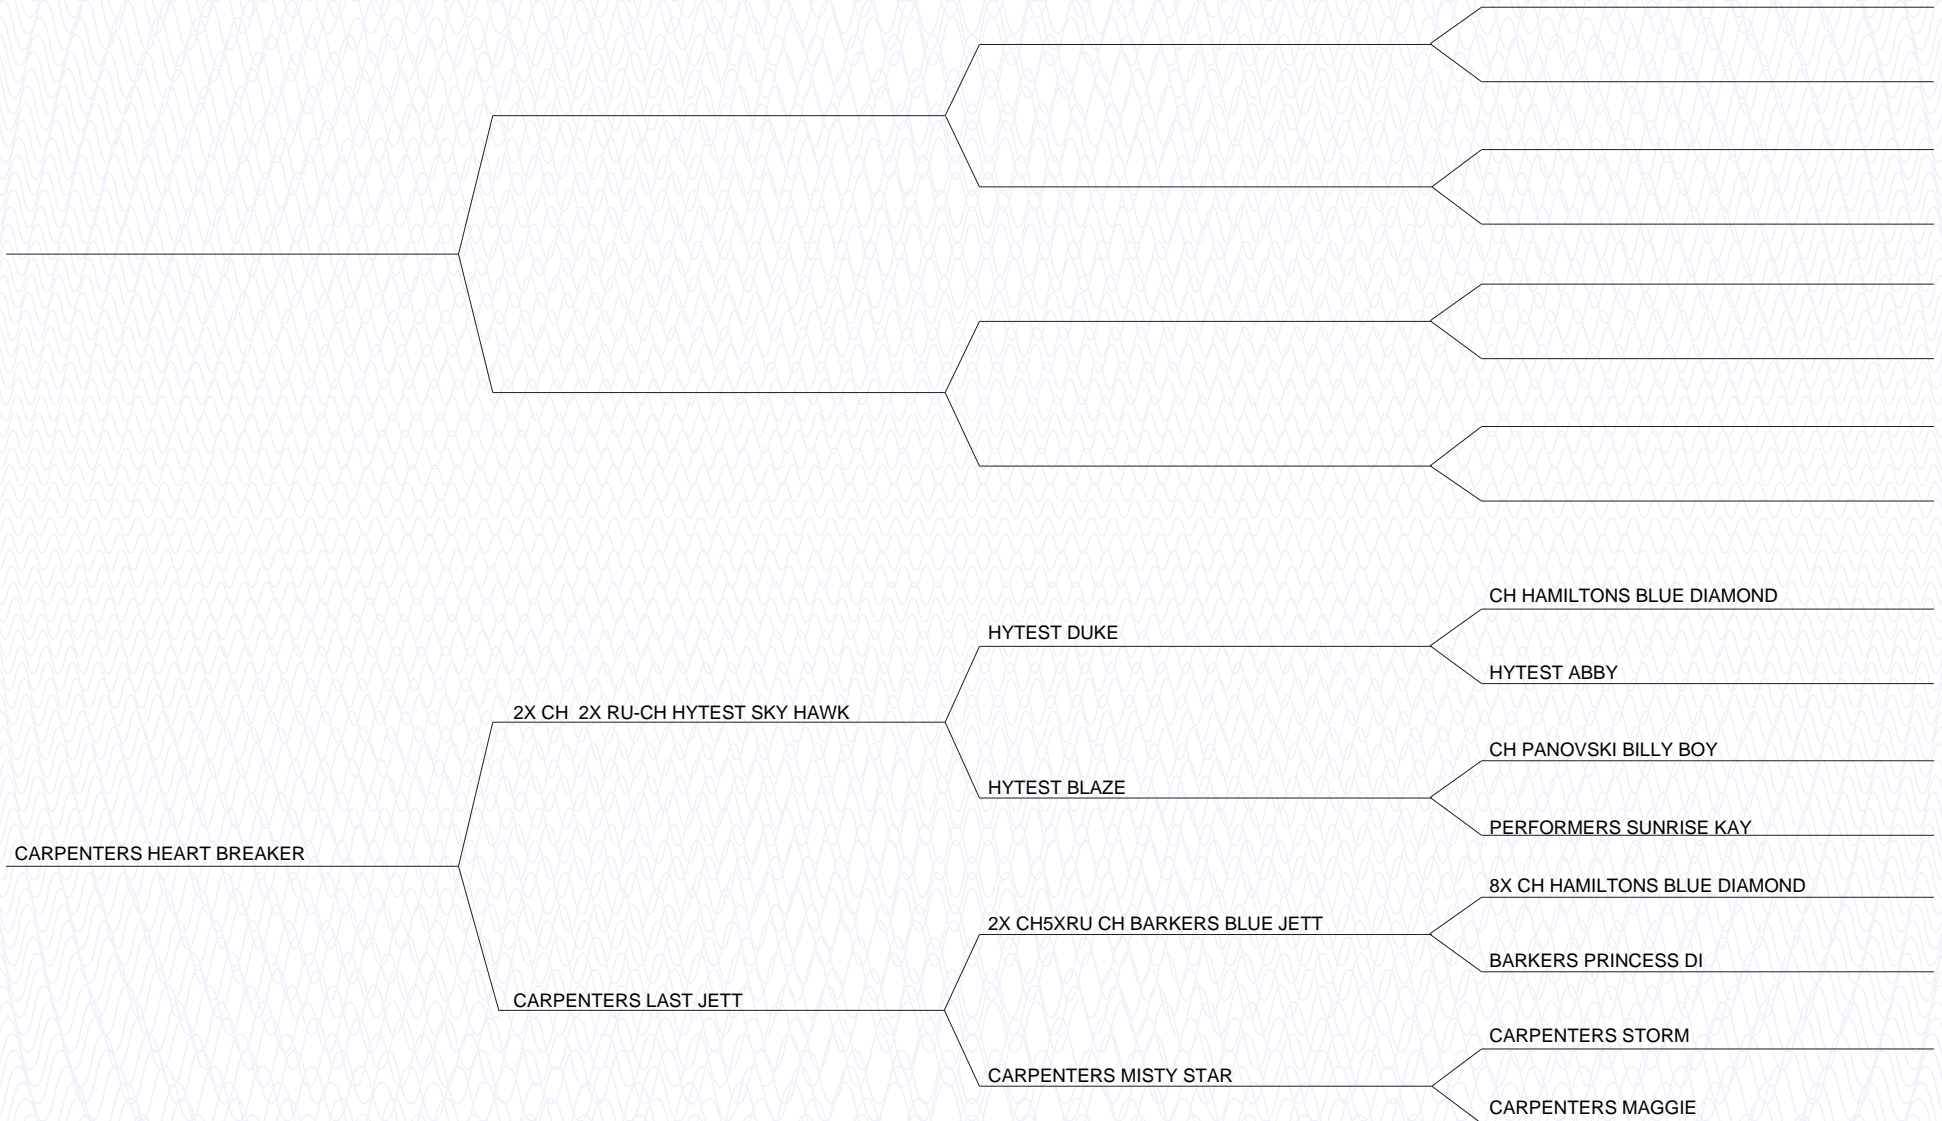 CH HAMILTONS BLUE DIAMOND
HYTEST DUKE
HYTEST ABBY
2X CH  2X RU-CH HYTEST SKY HAWK
CH PANOVSKI BILLY BOY
HYTEST BLAZE
PERFORMERS SUNRISE KAY
CARPENTERS HEART BREAKER
8X CH HAMILTONS BLUE DIAMOND
2X CH5XRU CH BARKERS BLUE JETT
BARKERS PRINCESS DI
CARPENTERS LAST JETT
CARPENTERS STORM
CARPENTERS MISTY STAR
CARPENTERS MAGGIE